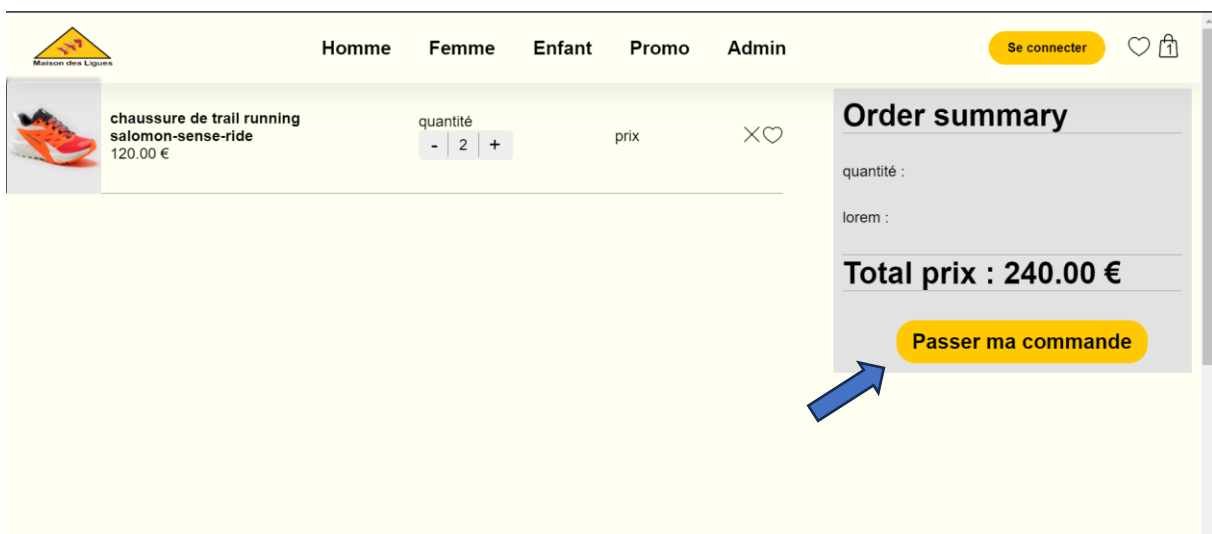 Maison des Ligues
Homme Femme Enfant Promo Admin
Se connecter
1
chaussure de trail running
salomon-sense-ride
120.00 €
quantité
- 2 +
prix
Order summary
quantité :
lorem :
Total prix : 240.00 €
Passer ma commande